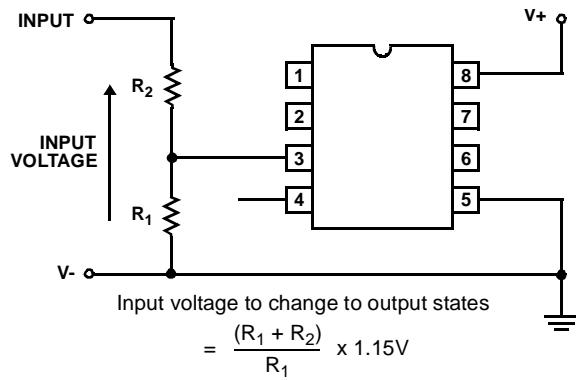 INPUT
V+
R2
INPUT
VOLTAGE
R1
V-
1
2
3
4
8
7
6
5
Input voltage to change to output states
= (R1 + R2) / R1 x 1.15V